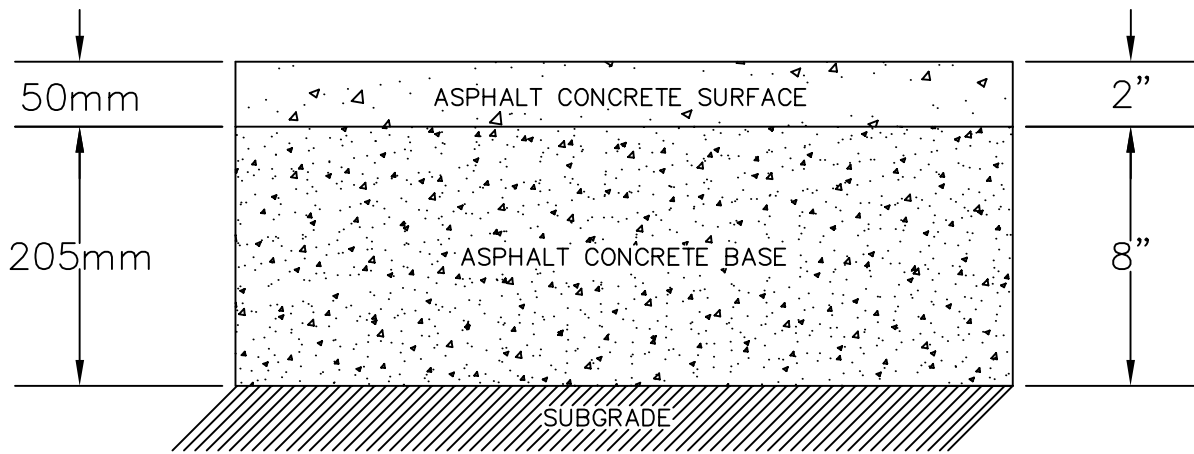 50mm
ASPHALT CONCRETE SURFACE
2”
205mm
ASPHALT CONCRETE BASE
8”
SUBGRADE